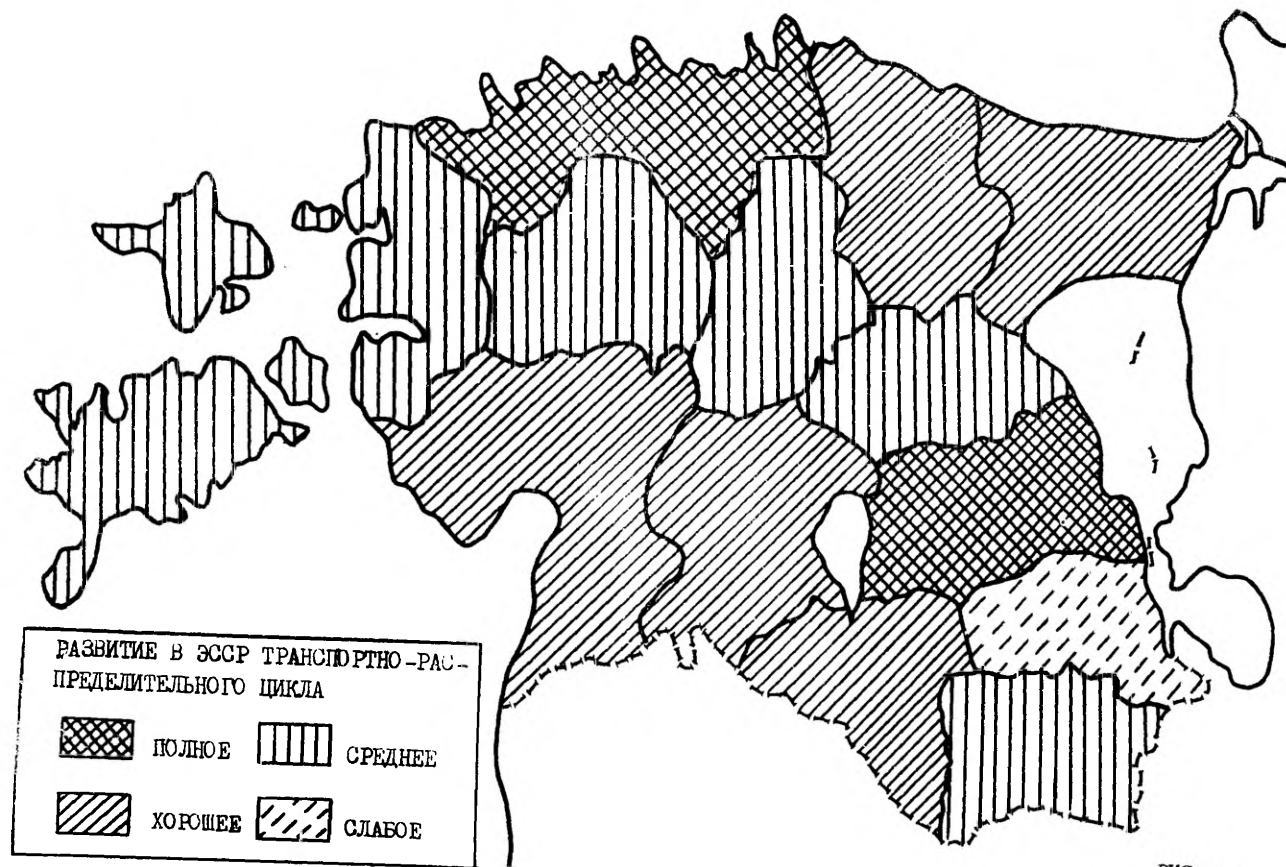 РАЗВИТИЕ В ЭССР ТРАНСПОРТНО-РАС-
ПРЕДЕЛИТЕЛЬНОГО ЦИКЛА
ПОЛНОЕ СРЕДНЕЕ
ХОРОШЕЕ СЛАБОЕ